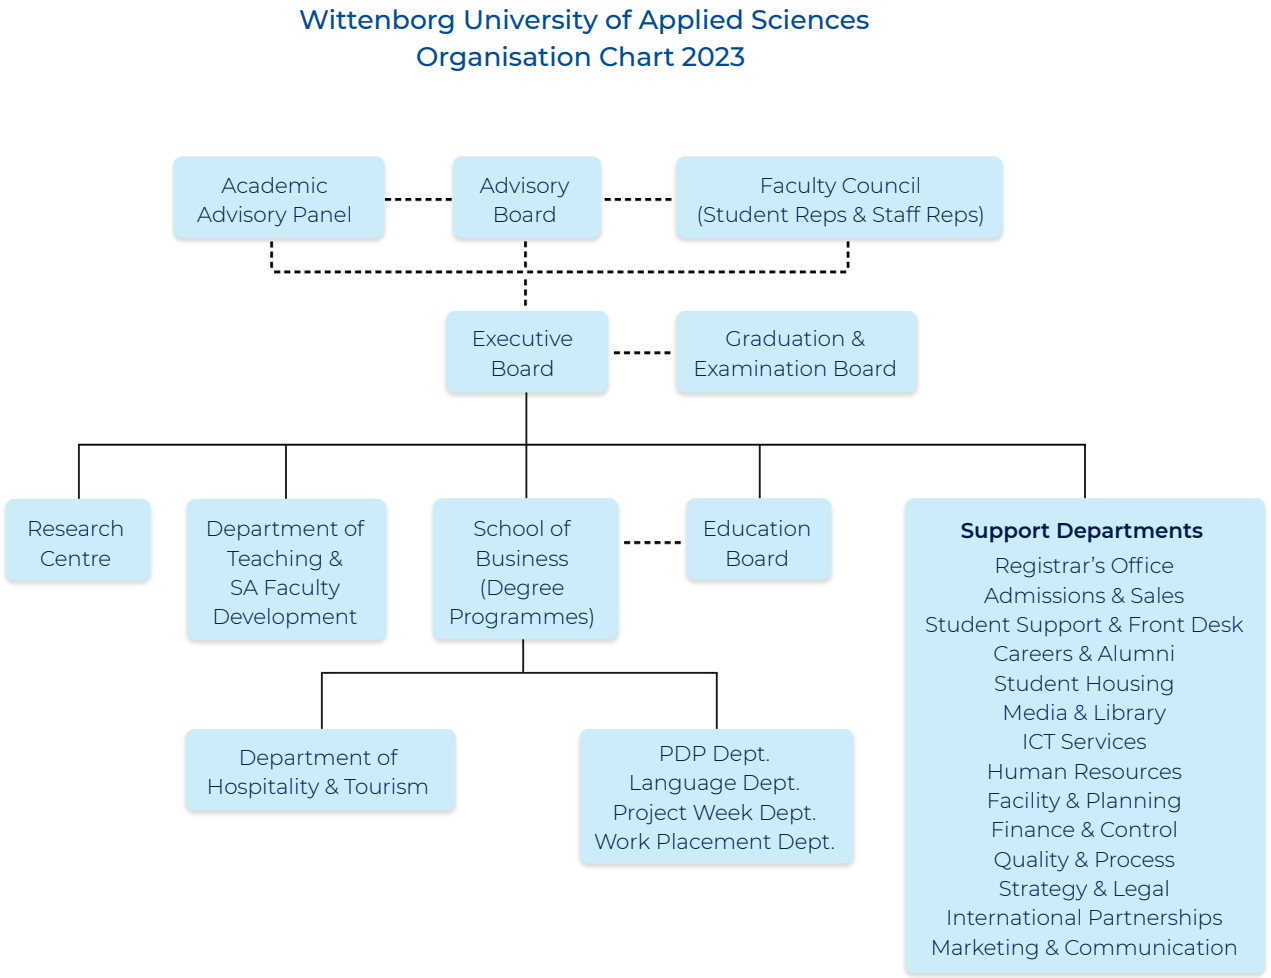 Wittenborg University of Applied Sciences
Organisation Chart 2023
Academic
Advisory Panel
Advisory
Board
Faculty Council
(Student Reps & Staff Reps)
Executive
Board
Graduation &
Examination Board
Research
Centre
Department of
Teaching &
SA Faculty
Development
School of
Business
(Degree
Programmes)
Education
Board
Support Departments
Registrar’s Office
Admissions & Sales
Student Support & Front Desk
Careers & Alumni
Student Housing
Media & Library
ICT Services
Human Resources
Facility & Planning
Finance & Control
Quality & Process
Strategy & Legal
International Partnerships
Marketing & Communication
Department of
Hospitality & Tourism
PDP Dept.
Language Dept.
Project Week Dept.
Work Placement Dept.